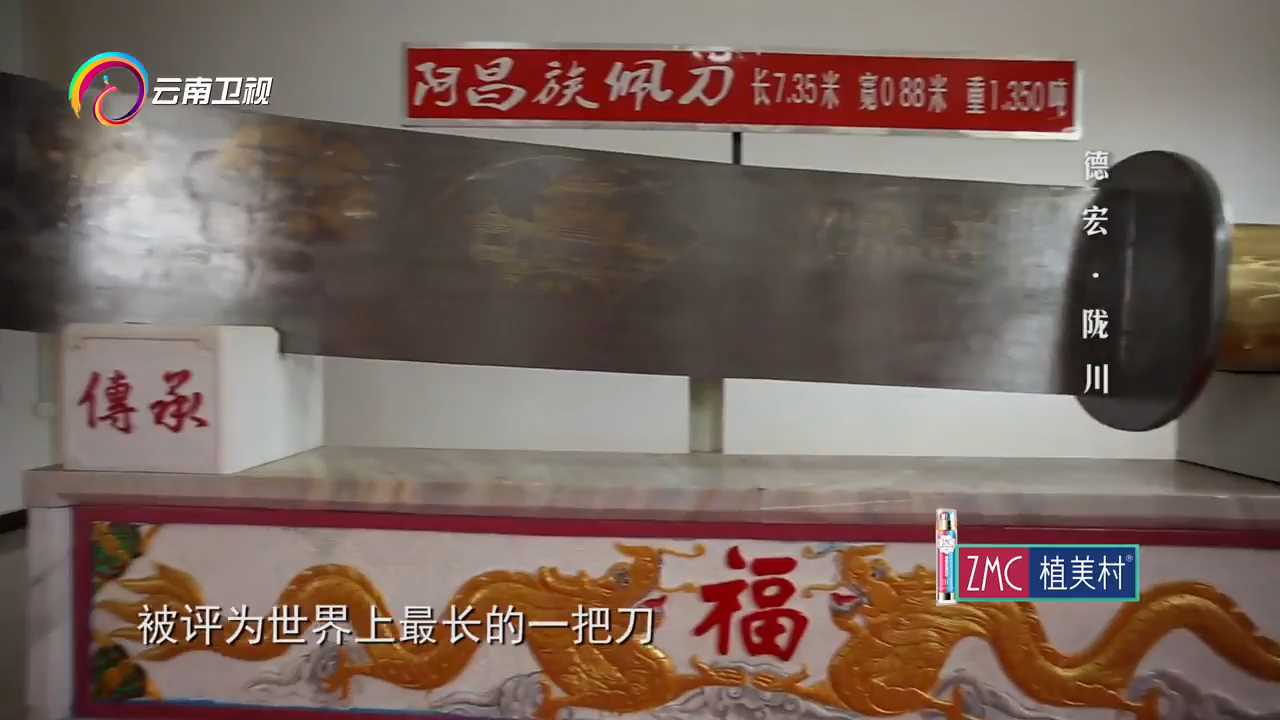 云南卫视
阿昌族佩刀 长7.35米 寬0.88米 重1.350吨
德宏·陇川
傳承
福
ZMC 植美村®
被评为世界上最长的一把刀